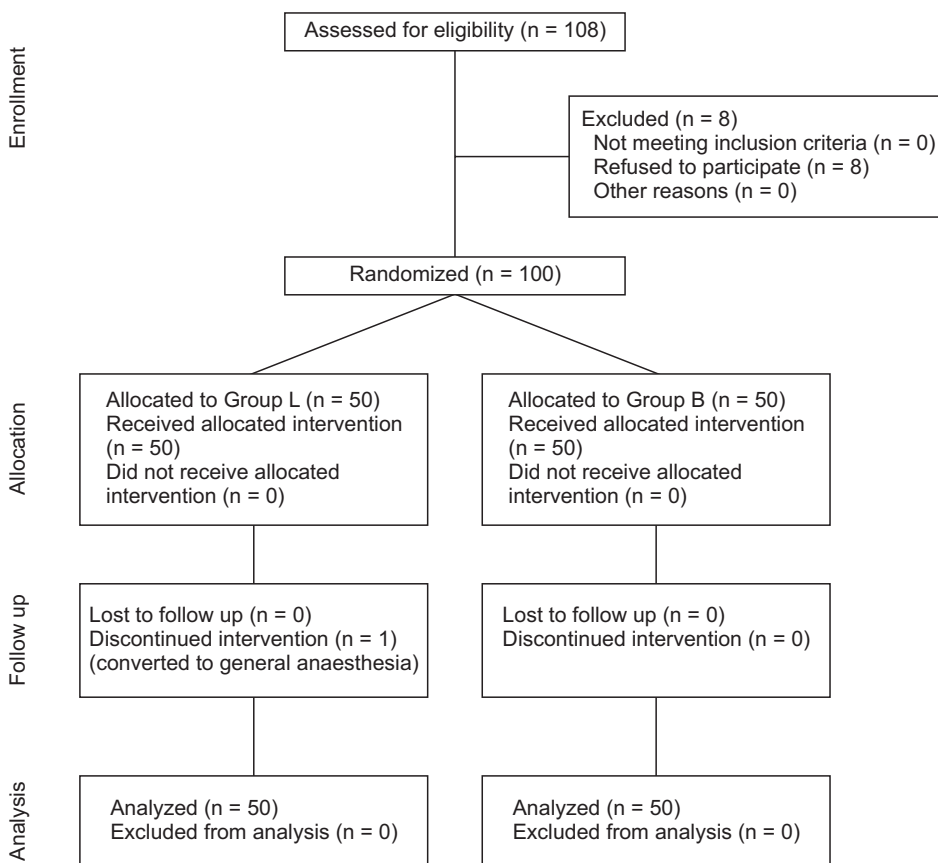 Enrollment
Assessed for eligibility (n = 108)
Excluded (n = 8)
Not meeting inclusion criteria (n = 0)
Refused to participate (n = 8)
Other reasons (n = 0)
Randomized (n = 100)
Allocation
Allocated to Group L (n = 50)
Received allocated intervention
(n = 50)
Did not receive allocated
intervention (n = 0)
Allocated to Group B (n = 50)
Received allocated intervention
(n = 50)
Did not receive allocated
intervention (n = 0)
Follow up
Lost to follow up (n = 0)
Discontinued intervention (n = 1)
(converted to general anaesthesia)
Lost to follow up (n = 0)
Discontinued intervention (n = 0)
Analysis
Analyzed (n = 50)
Excluded from analysis (n = 0)
Analyzed (n = 50)
Excluded from analysis (n = 0)